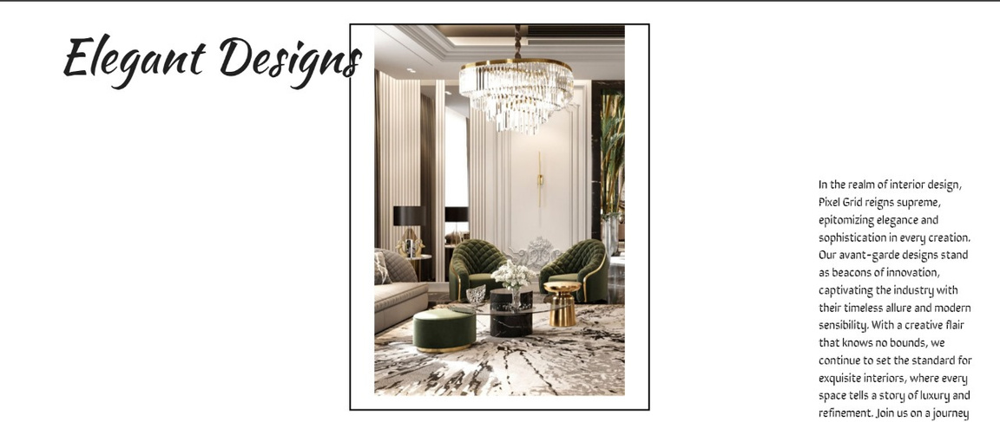 Elegant Designs
In the realm of interior design,
Pixel Grid reigns supreme,
epitomizing elegance and
sophistication in every creation.
Our avant-garde designs stand
as beacons of innovation,
captivating the industry with
their timeless allure and modern
sensibility. With a creative flair
that knows no bounds, we
continue to set the standard for
exquisite interiors, where every
space tells a story of luxury and
refinement. Join us on a journey